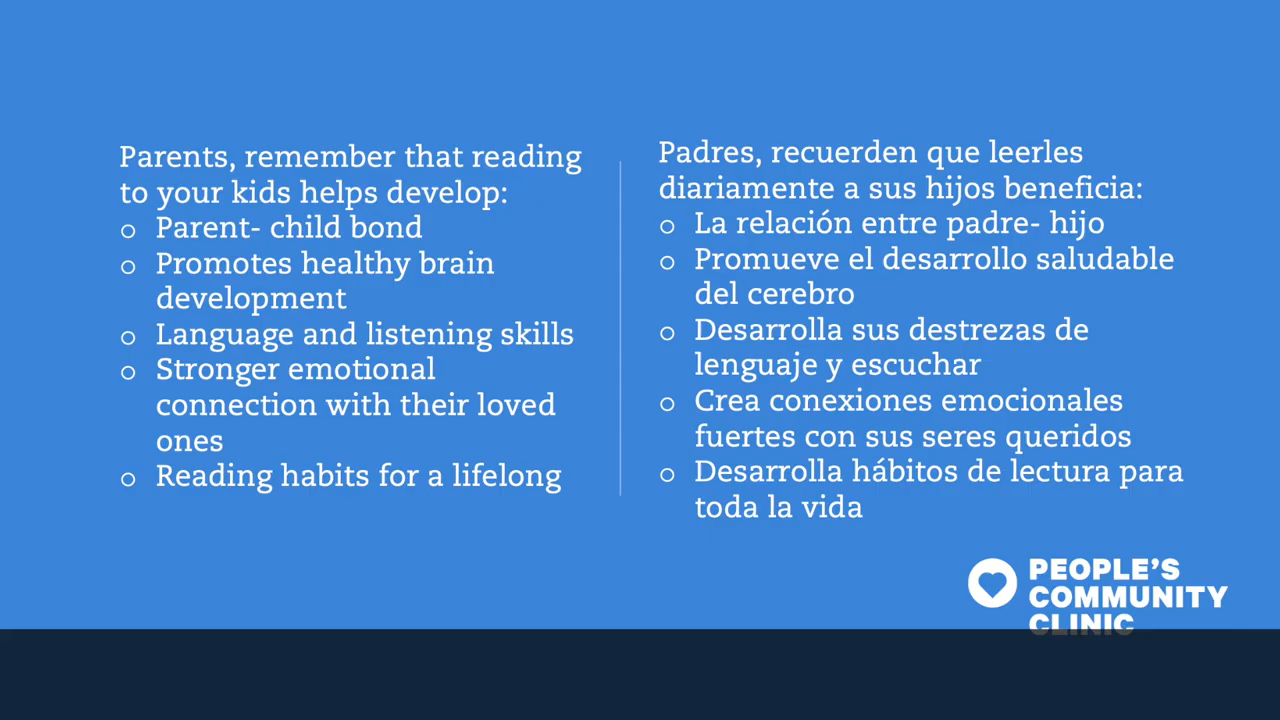 Parents, remember that reading
to your kids helps develop:
o Parent- child bond
o Promotes healthy brain
development
o Language and listening skills
o Stronger emotional
connection with their loved
ones
o Reading habits for a lifelong
Padres, recuerden que leerles
diariamente a sus hijos beneficia:
o La relación entre padre- hijo
o Promueve el desarrollo saludable
del cerebro
o Desarrolla sus destrezas de
lenguaje y escuchar
o Crea conexiones emocionales
fuertes con sus seres queridos
o Desarrolla hábitos de lectura para
toda la vida
PEOPLE'S
COMMUNITY
CLINIC